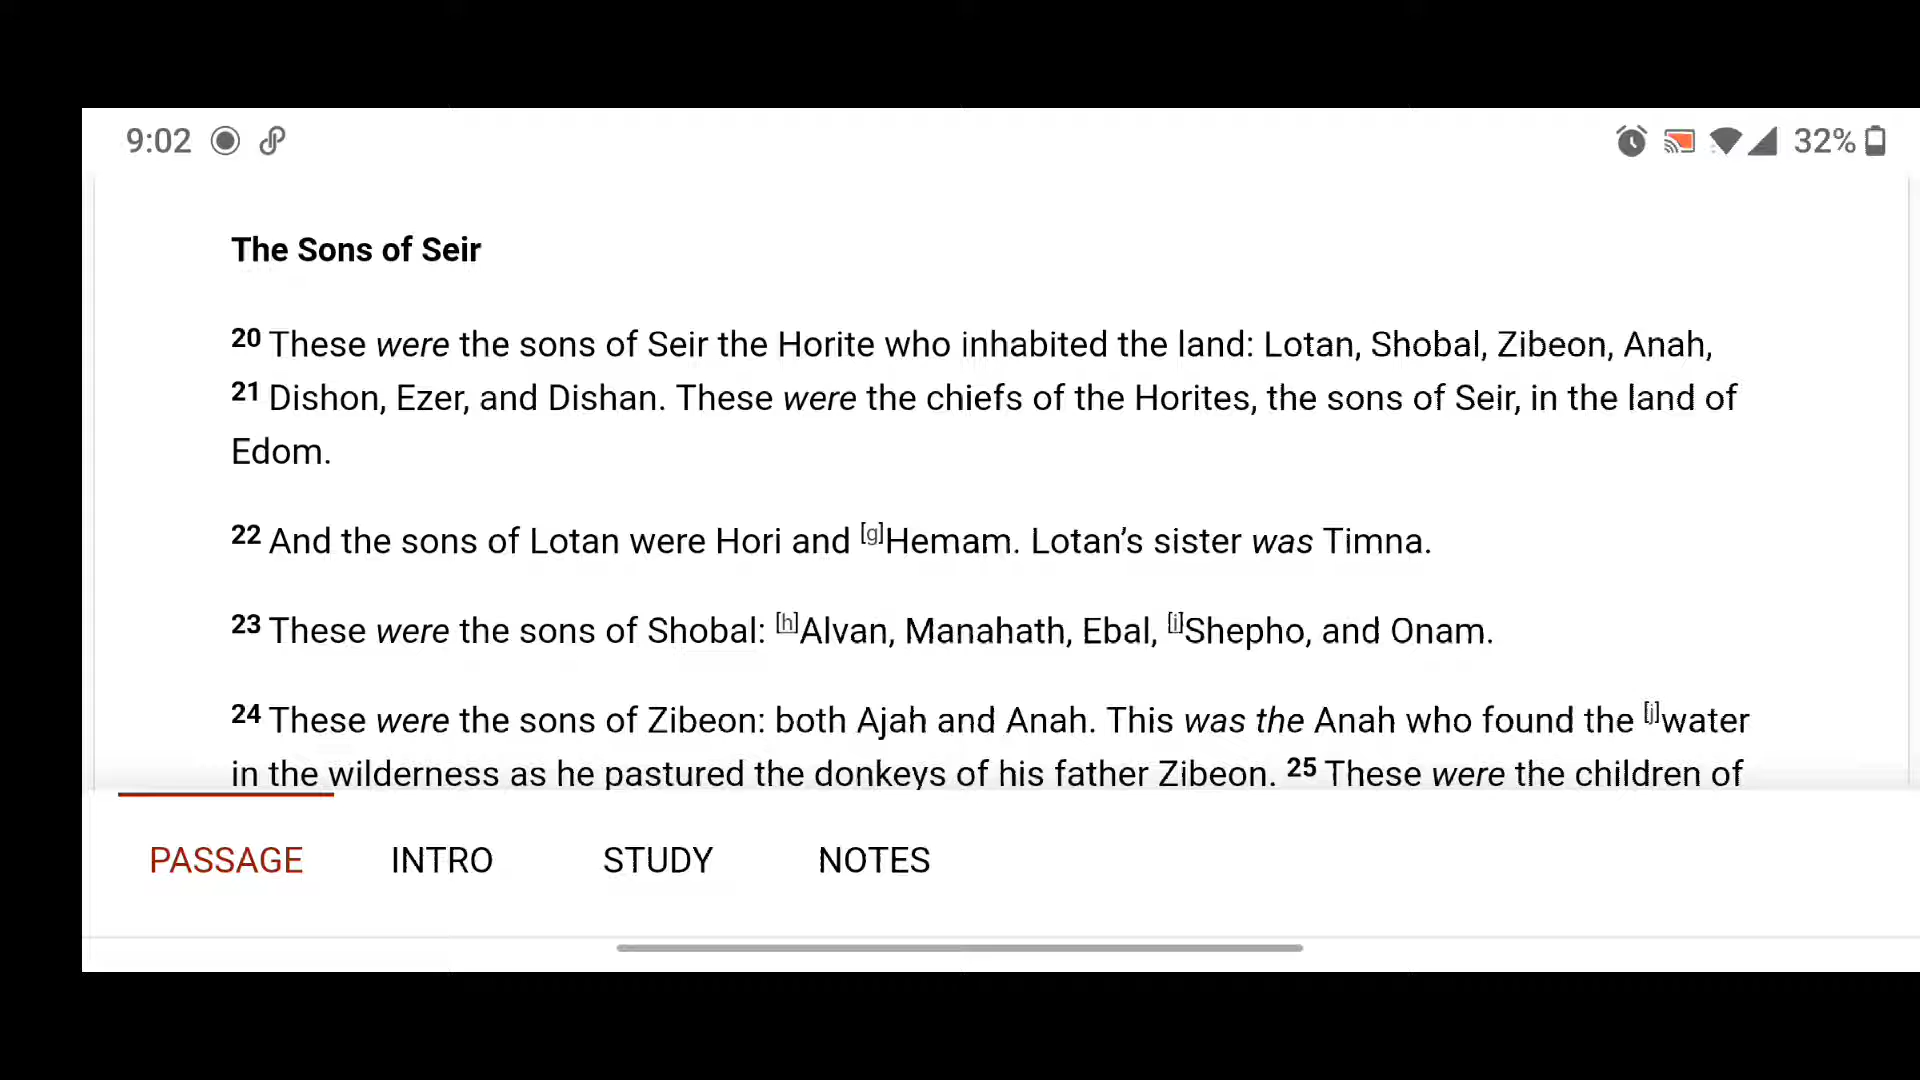 9:02 32%
The Sons of Seir
20 These were the sons of Seir the Horite who inhabited the land: Lotan, Shobal, Zibeon, Anah,
21 Dishon, Ezer, and Dishan. These were the chiefs of the Horites, the sons of Seir, in the land of
Edom.
22 And the sons of Lotan were Hori and [g]Hemam. Lotan’s sister was Timna.
23 These were the sons of Shobal: [h]Alvan, Manahath, Ebal, [i]Shepho, and Onam.
24 These were the sons of Zibeon: both Ajah and Anah. This was the Anah who found the [j]water
in the wilderness as he pastured the donkeys of his father Zibeon. 25 These were the children of
PASSAGE INTRO STUDY NOTES